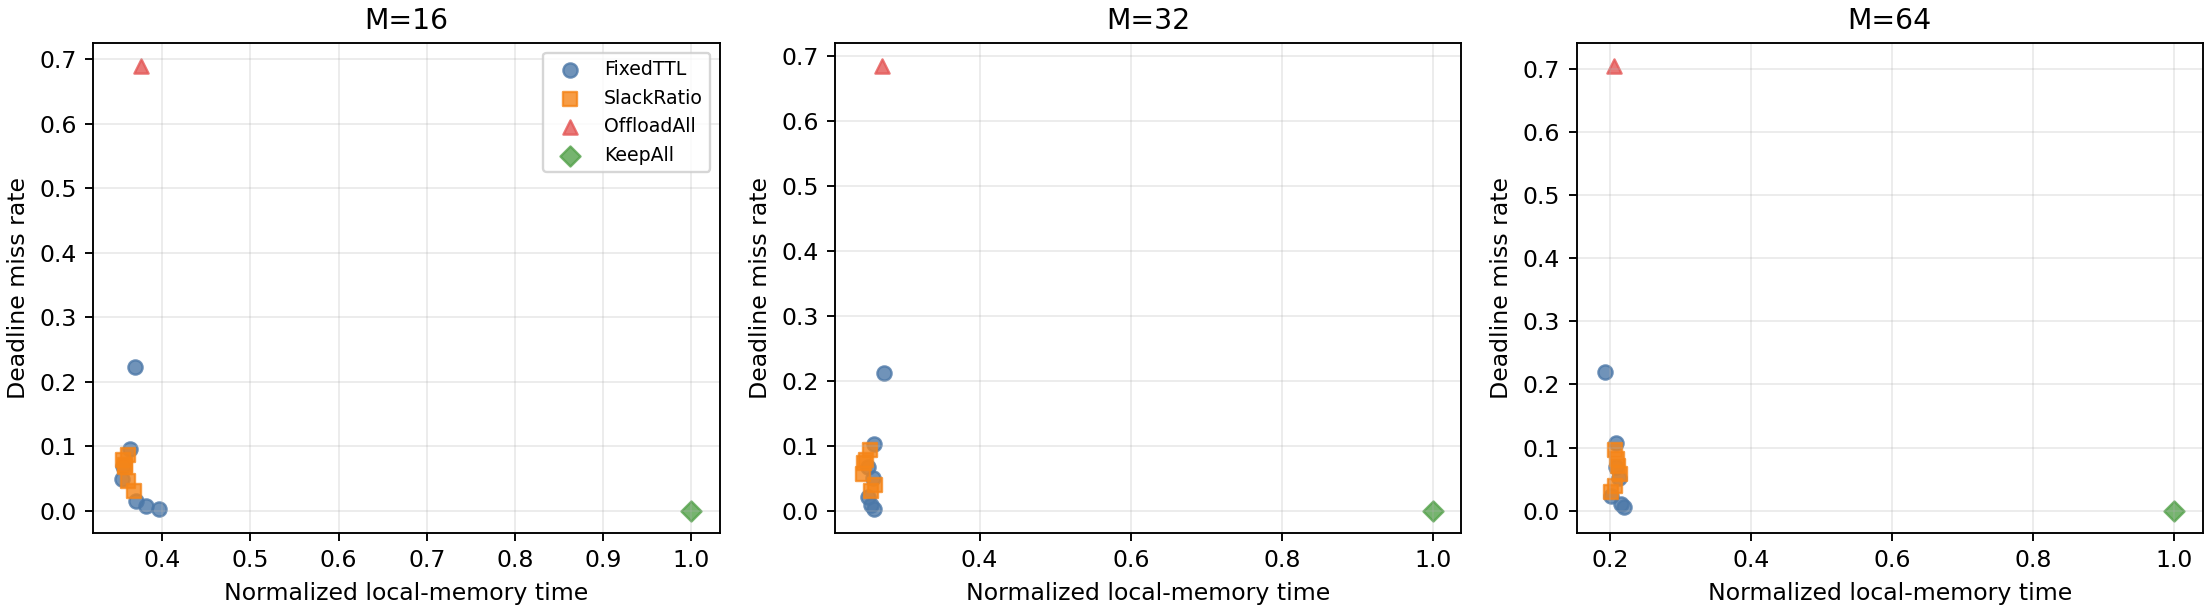 M=16
Deadline miss rate
0.7
0.6
0.5
0.4
0.3
0.2
0.1
0.0
FixedTTL
SlackRatio
OffloadAll
KeepAll
0.4 0.5 0.6 0.7 0.8 0.9 1.0
Normalized local-memory time
M=32
Deadline miss rate
0.7
0.6
0.5
0.4
0.3
0.2
0.1
0.0
0.4 0.6 0.8 1.0
Normalized local-memory time
M=64
Deadline miss rate
0.7
0.6
0.5
0.4
0.3
0.2
0.1
0.0
0.2 0.4 0.6 0.8 1.0
Normalized local-memory time